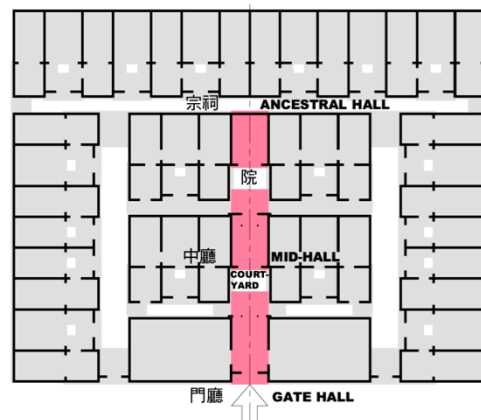 宗祠 ANCESTRAL HALL
院
中廳 MID-HALL
COURT-
YARD
門廳 GATE HALL